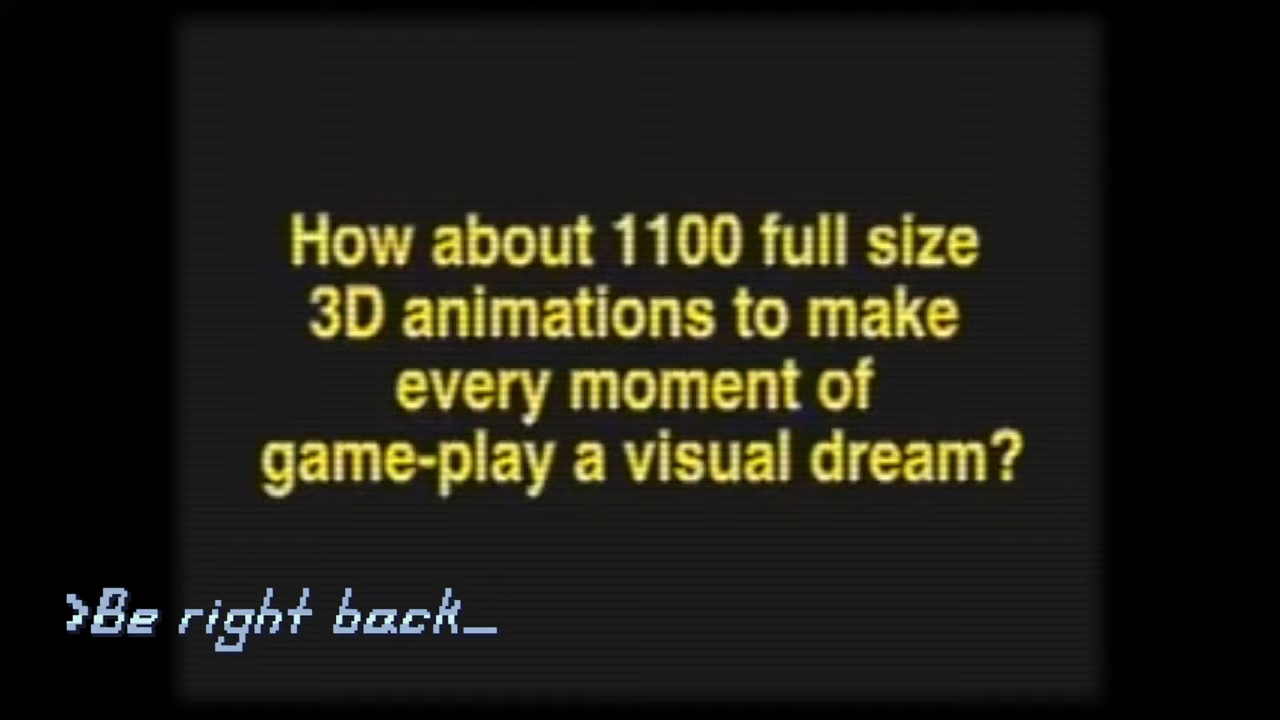 How about 1100 full size
3D animations to make
every moment of
game-play a visual dream?
>Be right back_